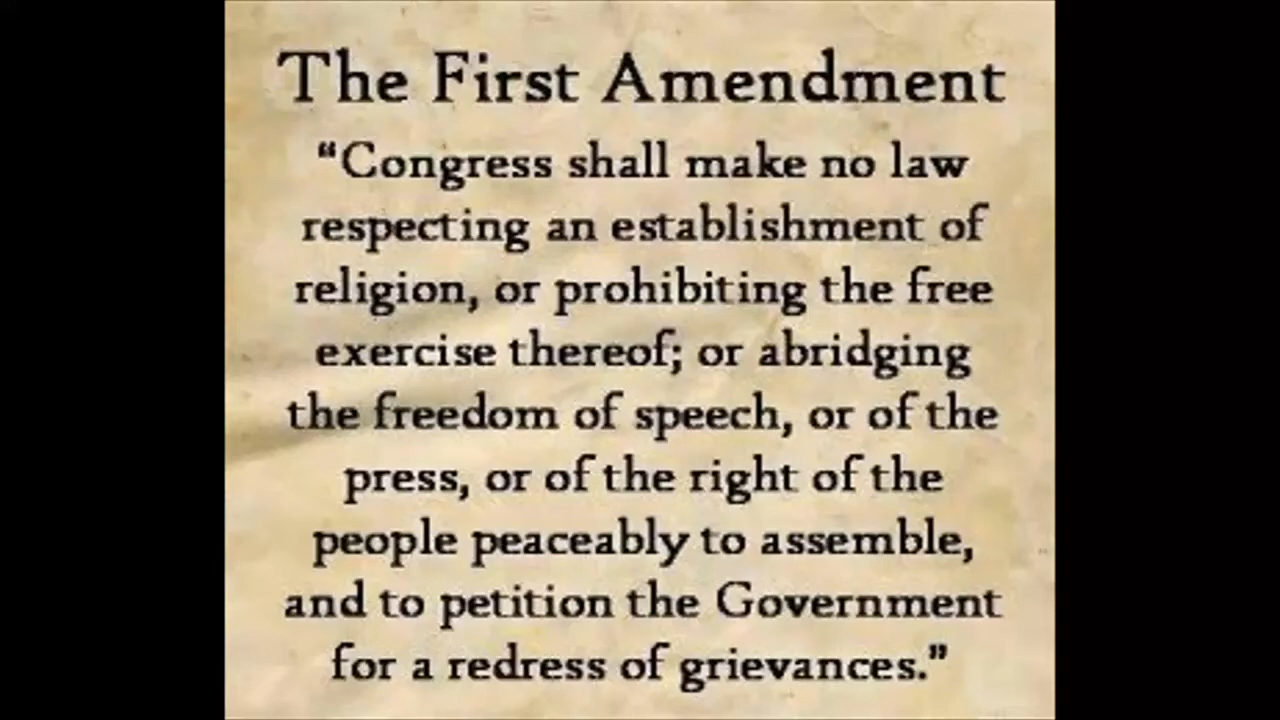 The First Amendment
“Congress shall make no law
respecting an establishment of
religion, or prohibiting the free
exercise thereof; or abridging
the freedom of speech, or of the
press, or of the right of the
people peaceably to assemble,
and to petition the Government
for a redress of grievances.”